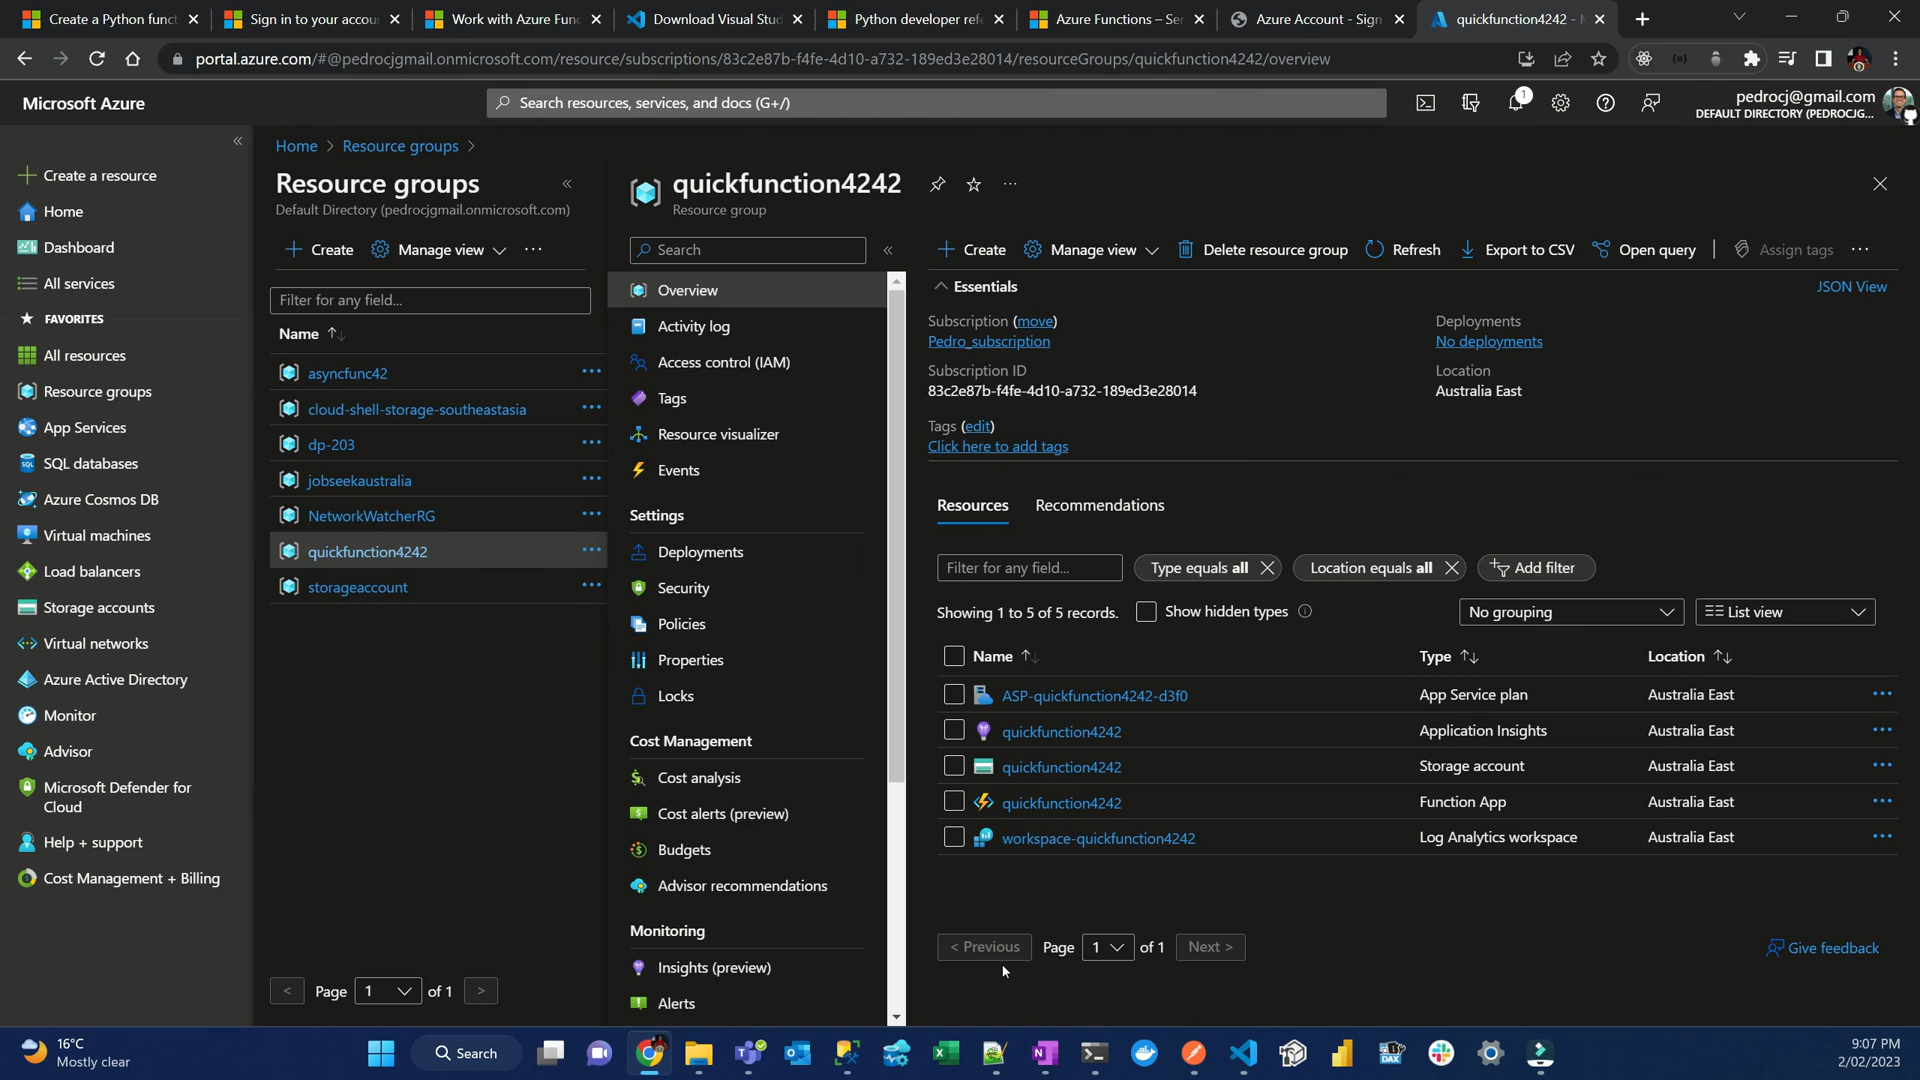 Create a Python funct
Sign in to your accou
Work with Azure Func
Download Visual Stud
Python developer refe
Azure Functions – Ser
Azure Account - Sign
quickfunction4242 - M
portal.azure.com/#@pedrocjgmail.onmicrosoft.com/resource/subscriptions/83c2e87b-f4fe-4d10-a732-189ed3e28014/resourceGroups/quickfunction4242/overview
Microsoft Azure
Search resources, services, and docs (G+/)
1
pedrocj@gmail.com
DEFAULT DIRECTORY (PEDROCJG...
Create a resource
Home
Dashboard
All services
FAVORITES
All resources
Resource groups
App Services
SQL databases
Azure Cosmos DB
Virtual machines
Load balancers
Storage accounts
Virtual networks
Azure Active Directory
Monitor
Advisor
Microsoft Defender for
Cloud
Help + support
Cost Management + Billing
Home > Resource groups >
Resource groups
Default Directory (pedrocjgmail.onmicrosoft.com)
Create
Manage view
Filter for any field...
Name
asyncfunc42
cloud-shell-storage-southeastasia
dp-203
jobseekaustralia
NetworkWatcherRG
quickfunction4242
storageaccount
< Page 1 of 1 >
quickfunction4242
Resource group
Search
Overview
Activity log
Access control (IAM)
Tags
Resource visualizer
Events
Settings
Deployments
Security
Policies
Properties
Locks
Cost Management
Cost analysis
Cost alerts (preview)
Budgets
Advisor recommendations
Monitoring
Insights (preview)
Alerts
Create
Manage view
Delete resource group
Refresh
Export to CSV
Open query
Assign tags
Essentials
JSON View
Subscription (move)
Pedro_subscription
Subscription ID
83c2e87b-f4fe-4d10-a732-189ed3e28014
Tags (edit)
Click here to add tags
Deployments
No deployments
Location
Australia East
Resources
Recommendations
Filter for any field...
Type equals all
Location equals all
Add filter
Showing 1 to 5 of 5 records.
Show hidden types
No grouping
List view
Name Type Location
ASP-quickfunction4242-d3f0 App Service plan Australia East
quickfunction4242 Application Insights Australia East
quickfunction4242 Storage account Australia East
quickfunction4242 Function App Australia East
workspace-quickfunction4242 Log Analytics workspace Australia East
< Previous Page 1 of 1 Next >
Give feedback
16°C
Mostly clear
Search
DAX
9:07 PM
2/02/2023